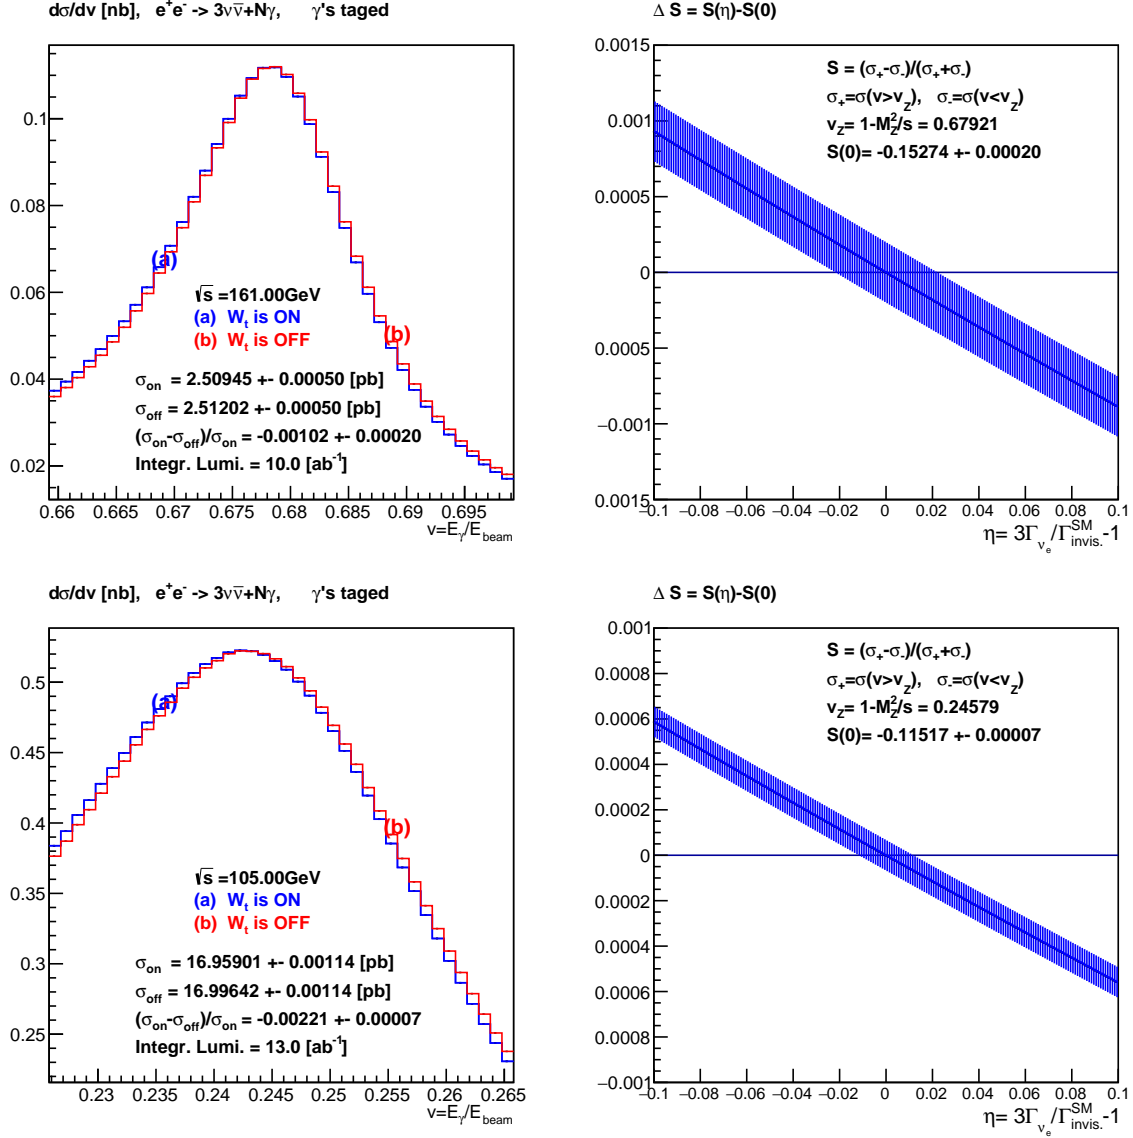 dσ/dv [nb], e⁺e⁻ -> 3νν̅+Nγ, γ's taged
0.1
0.08
0.06
0.04
0.02
(a)
(b)
√s =161.00GeV
(a) Wₜ is ON
(b) Wₜ is OFF
σ_on = 2.50945 +- 0.00050 [pb]
σ_off = 2.51202 +- 0.00050 [pb]
(σ_on-σ_off)/σ_on = -0.00102 +- 0.00020
Integr. Lumi. = 10.0 [ab⁻¹]
0.66 0.665 0.67 0.675 0.68 0.685 0.69 0.695
v=E_γ/E_beam
Δ S = S(η)-S(0)
0.0015
0.001
0.0005
0
0.0005
−0.001
0.0015
S = (σ₊-σ₋)/(σ₊+σ₋)
σ₊=σ(v>v_Z), σ₋=σ(v<v_Z)
v_Z= 1-M_Z²/s = 0.67921
S(0)= -0.15274 +- 0.00020
−0.1 −0.08 −0.06 −0.04 −0.02 −0 0.02 0.04 0.06 0.08 0.1
η= 3Γ_νₑ/Γ^SM_invis.-1
dσ/dv [nb], e⁺e⁻ -> 3νν̅+Nγ, γ's taged
0.5
0.45
0.4
0.35
0.3
0.25
(a)
(b)
√s =105.00GeV
(a) Wₜ is ON
(b) Wₜ is OFF
σ_on = 16.95901 +- 0.00114 [pb]
σ_off = 16.99642 +- 0.00114 [pb]
(σ_on-σ_off)/σ_on = -0.00221 +- 0.00007
Integr. Lumi. = 13.0 [ab⁻¹]
0.23 0.235 0.24 0.245 0.25 0.255 0.26 0.265
v=E_γ/E_beam
Δ S = S(η)-S(0)
0.001
0.0008
0.0006
0.0004
0.0002
0
0.0002
0.0004
0.0006
0.0008
−0.001
S = (σ₊-σ₋)/(σ₊+σ₋)
σ₊=σ(v>v_Z), σ₋=σ(v<v_Z)
v_Z= 1-M_Z²/s = 0.24579
S(0)= -0.11517 +- 0.00007
−0.1 −0.08 −0.06 −0.04 −0.02 −0 0.02 0.04 0.06 0.08 0.1
η= 3Γ_νₑ/Γ^SM_invis.-1